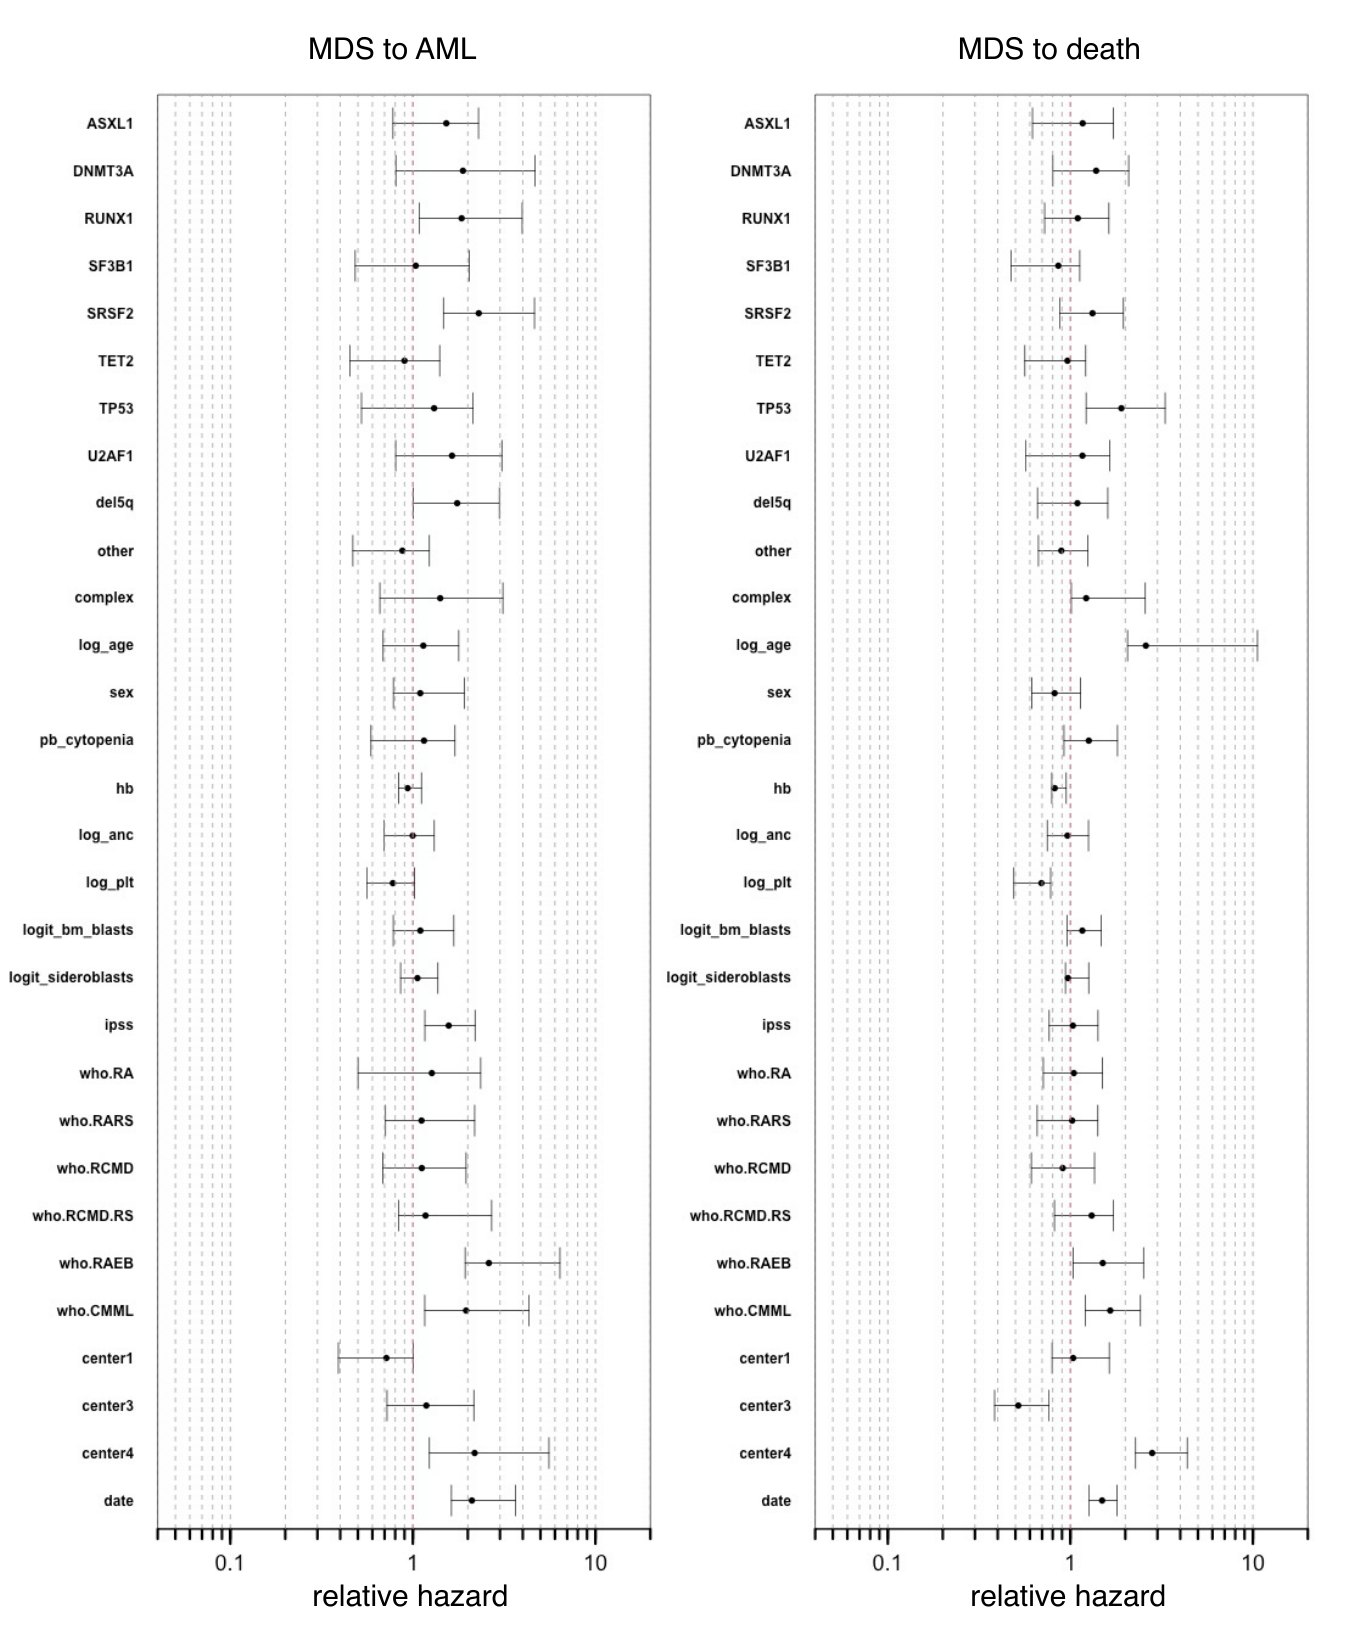 MDS to AML
ASXL1
DNMT3A
RUNX1
SF3B1
SRSF2
TET2
TP53
U2AF1
del5q
other
complex
log_age
sex
pb_cytopenia
hb
log_anc
log_plt
logit_bm_blasts
logit_sideroblasts
ipss
who.RA
who.RARS
who.RCMD
who.RCMD.RS
who.RAEB
who.CMML
center1
center3
center4
date
0.1 1 10
relative hazard
MDS to death
ASXL1
DNMT3A
RUNX1
SF3B1
SRSF2
TET2
TP53
U2AF1
del5q
other
complex
log_age
sex
pb_cytopenia
hb
log_anc
log_plt
logit_bm_blasts
logit_sideroblasts
ipss
who.RA
who.RARS
who.RCMD
who.RCMD.RS
who.RAEB
who.CMML
center1
center3
center4
date
0.1 1 10
relative hazard